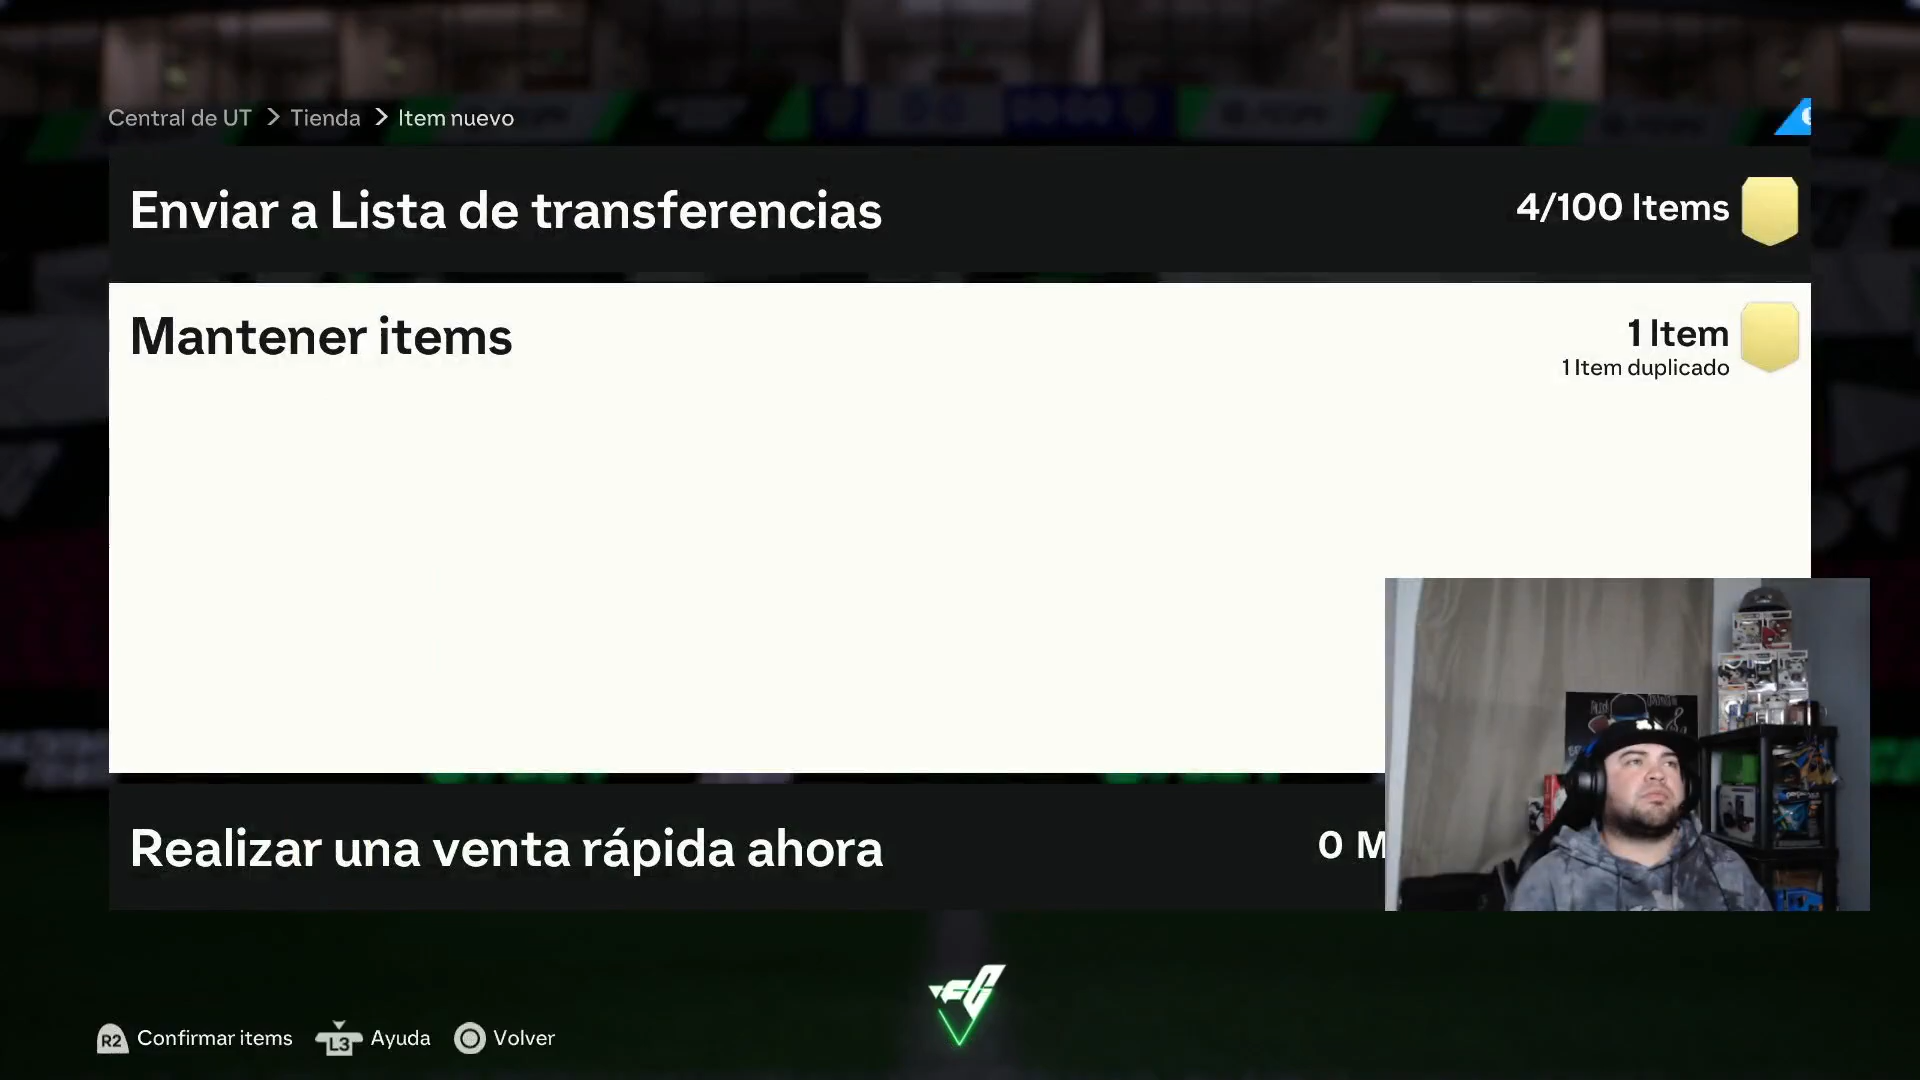 Central de UT > Tienda > Item nuevo
Enviar a Lista de transferencias
4/100 Items
Mantener items
1 Item
1 Item duplicado
Realizar una venta rápida ahora
0 M
R2 Confirmar items
L3 Ayuda
Volver